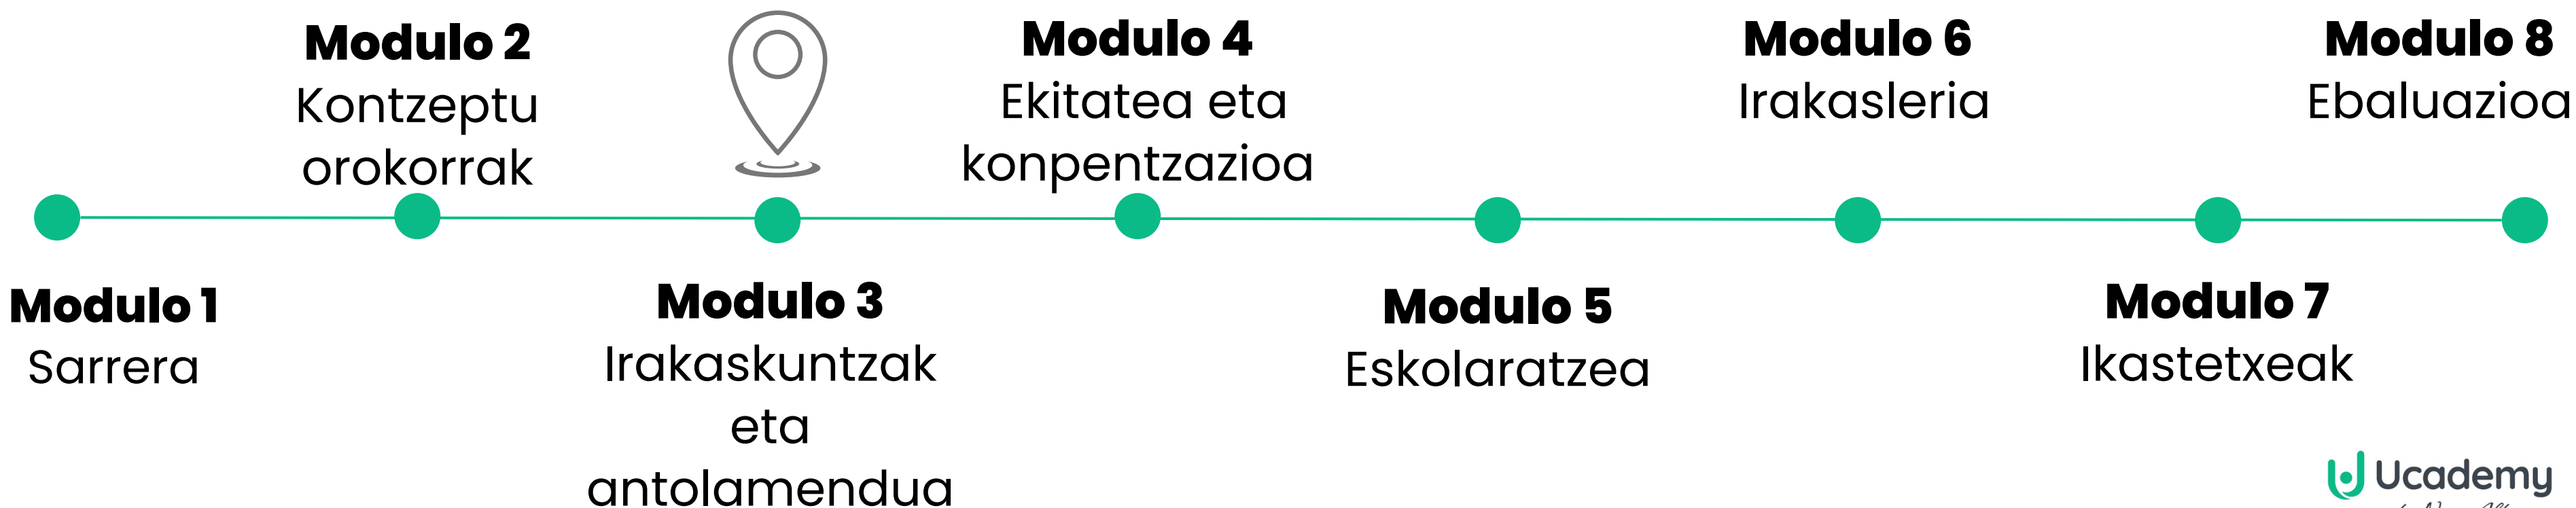 Modulo 1
Sarrera
Modulo 2
Kontzeptu
orokorrak
Modulo 3
Irakaskuntzak
eta
antolamendua
Modulo 4
Ekitatea eta
konpentzazioa
Modulo 5
Eskolaratzea
Modulo 6
Irakasleria
Modulo 7
Ikastetxeak
Modulo 8
Ebaluazioa
Ucademy